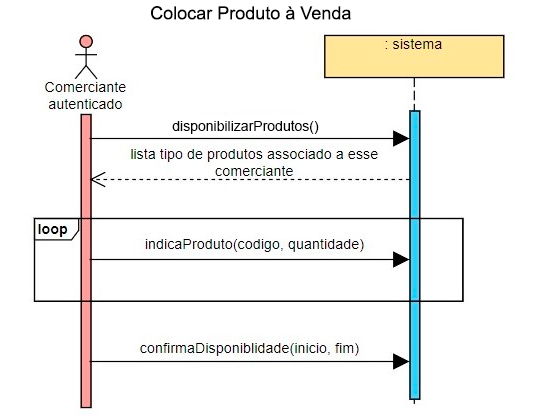 Colocar Produto à Venda
: sistema
Comerciante
autenticado
disponibilizarProdutos()
lista tipo de produtos associado a esse
comerciante
loop
indicaProduto(codigo, quantidade)
confirmaDisponiblidade(inicio, fim)